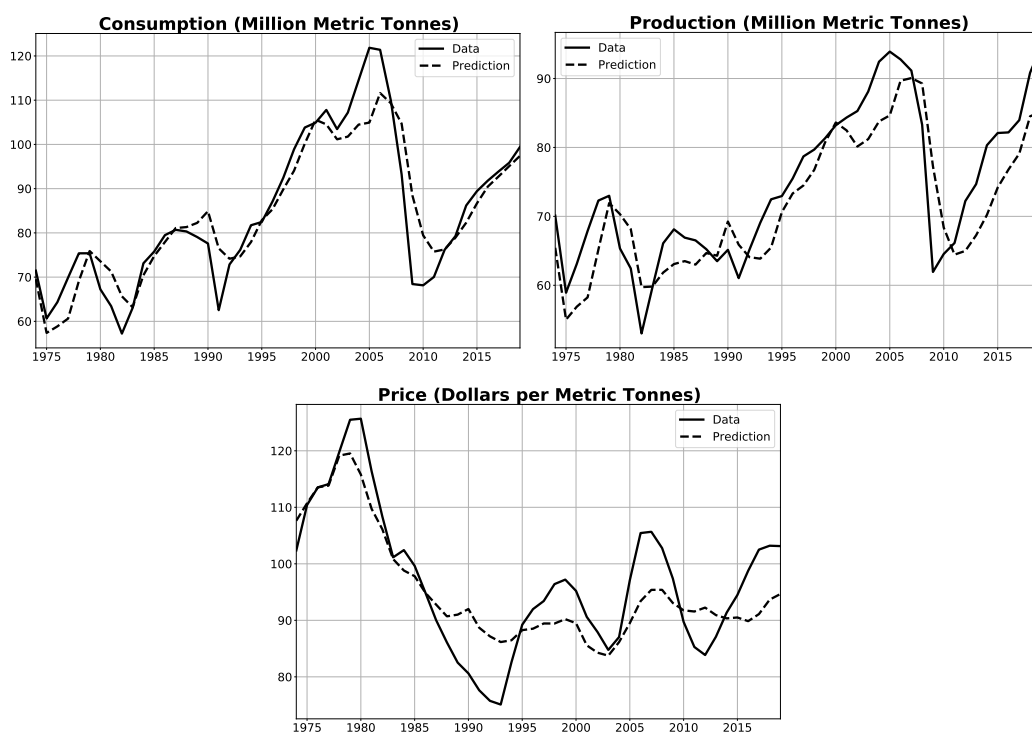 Consumption (Million Metric Tonnes)
Data
Prediction
120
110
100
90
80
70
60
1975 1980 1985 1990 1995 2000 2005 2010 2015
Production (Million Metric Tonnes)
Data
Prediction
90
80
70
60
1975 1980 1985 1990 1995 2000 2005 2010 2015
Price (Dollars per Metric Tonnes)
Data
Prediction
120
110
100
90
80
1975 1980 1985 1990 1995 2000 2005 2010 2015